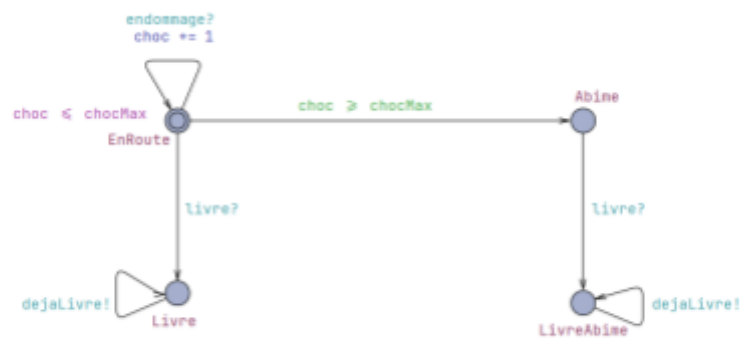 endommage?
choc += 1
choc ≤ chocMax
EnRoute
choc ≥ chocMax
Abime
livre?
livre?
dejaLivre!
Livre
dejaLivre!
LivreAbime